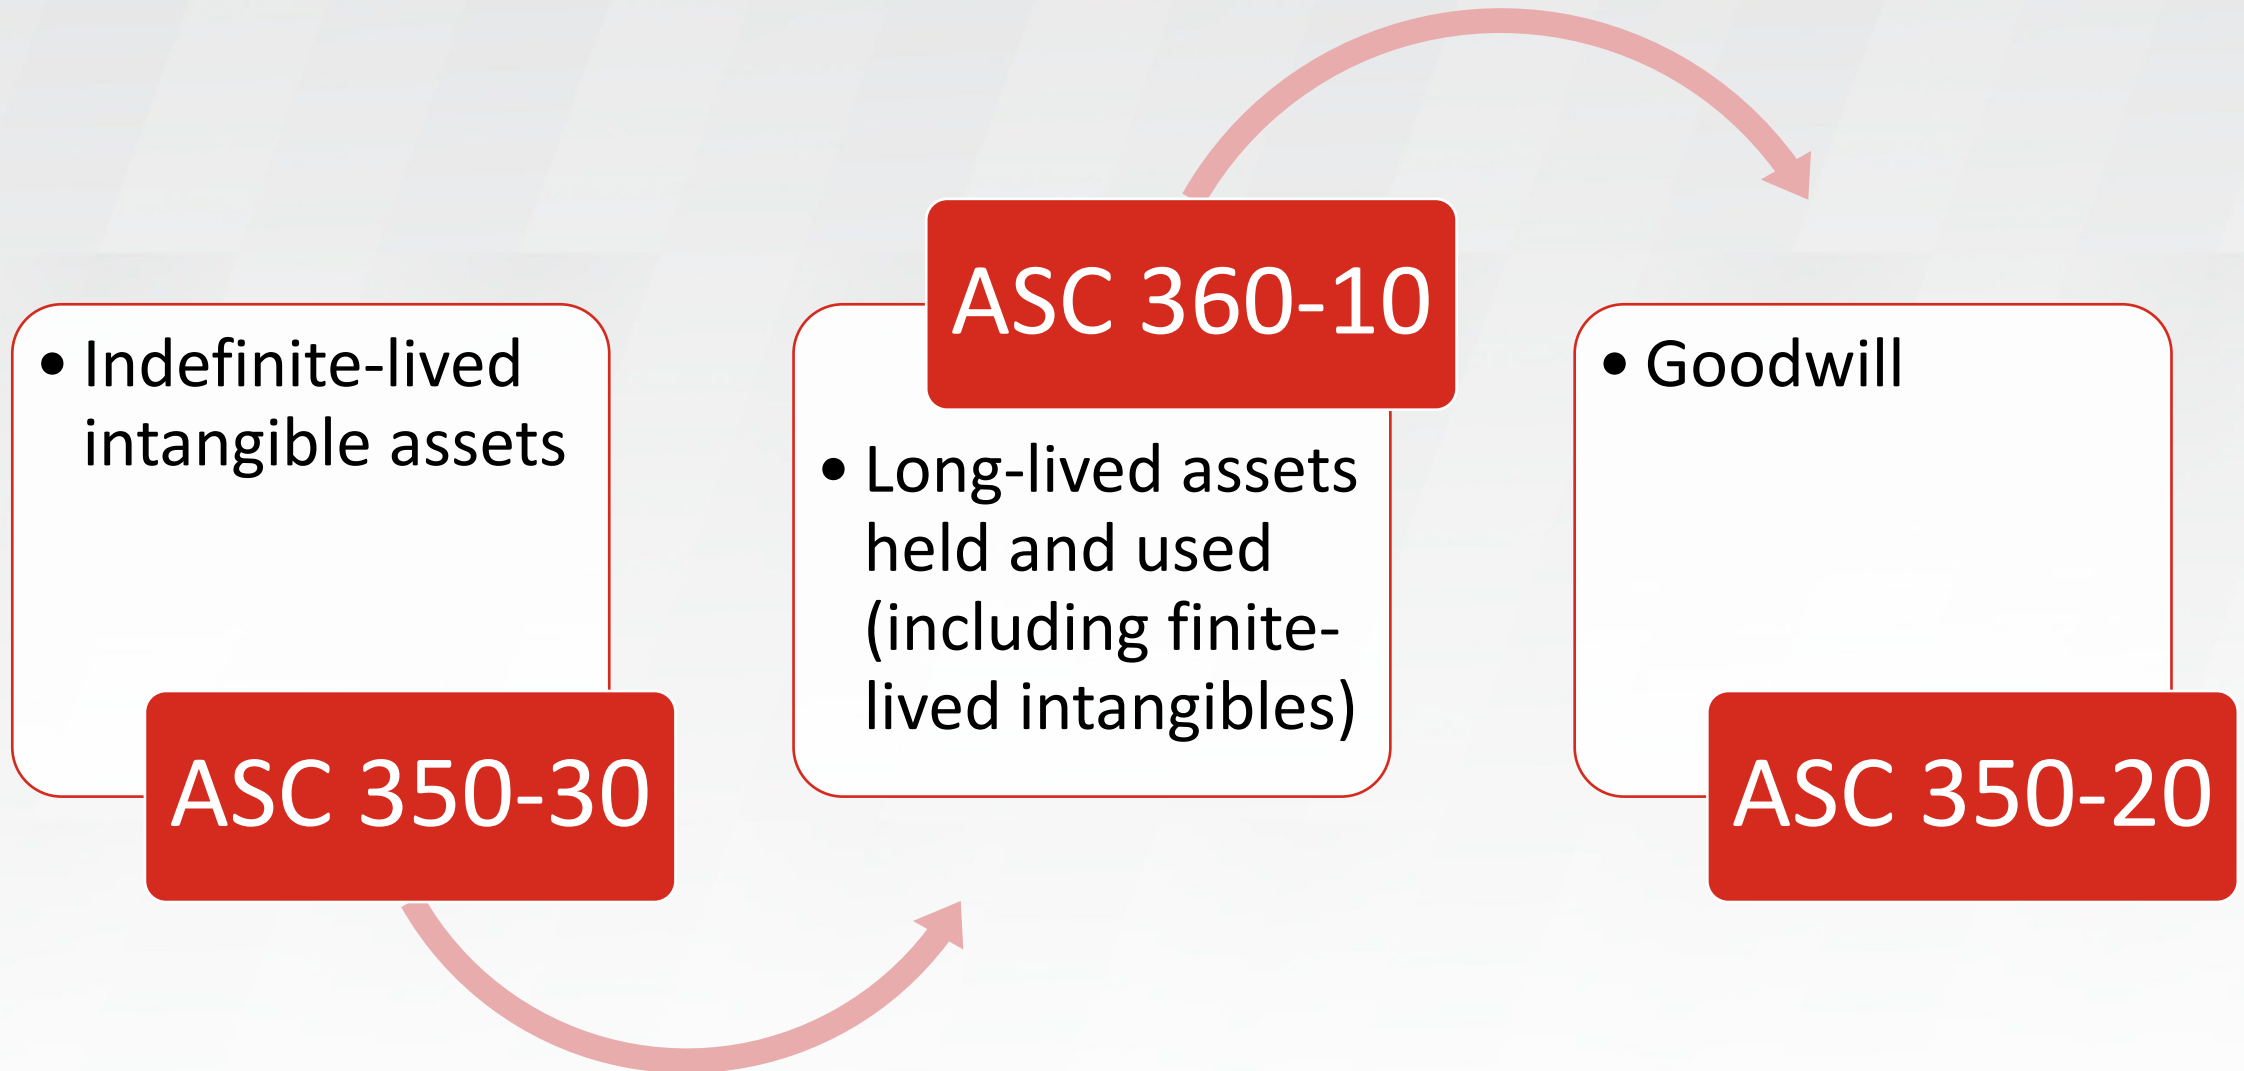 • Indefinite-lived
intangible assets
ASC 350-30
ASC 360-10
• Long-lived assets
held and used
(including finite-
lived intangibles)
• Goodwill
ASC 350-20